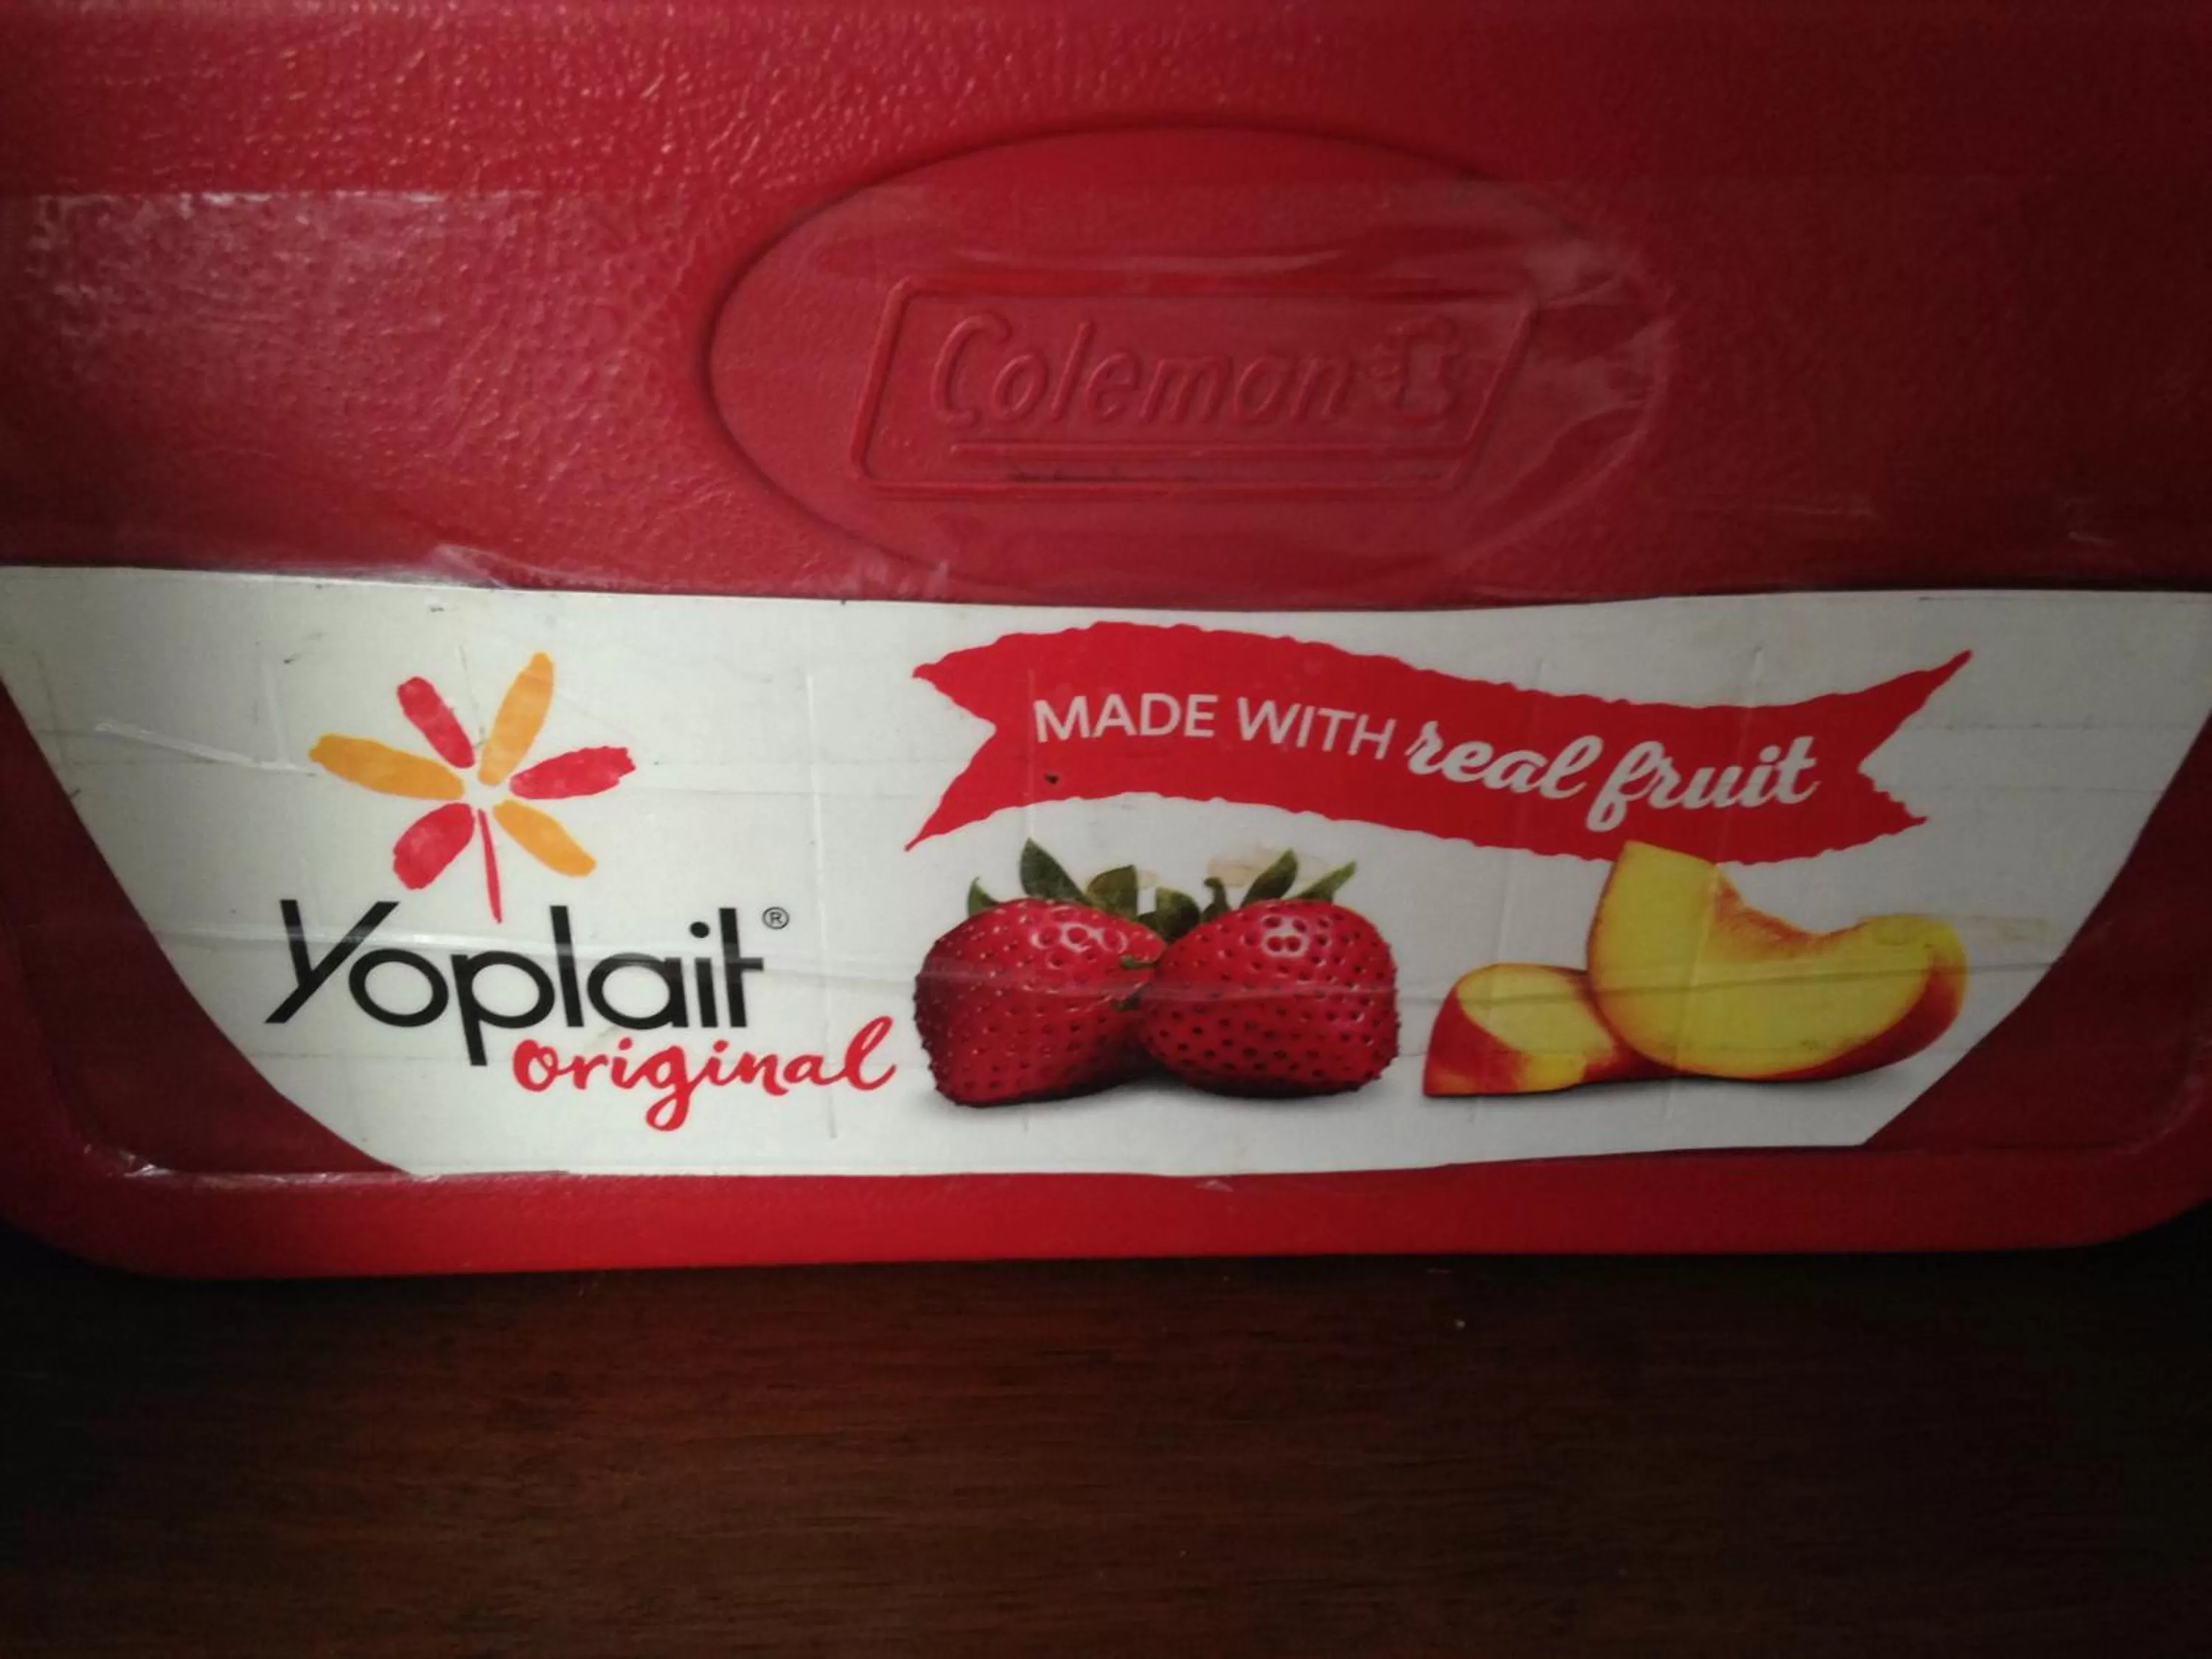 Coleman
MADE WITH real fruit
Yoplait®
original